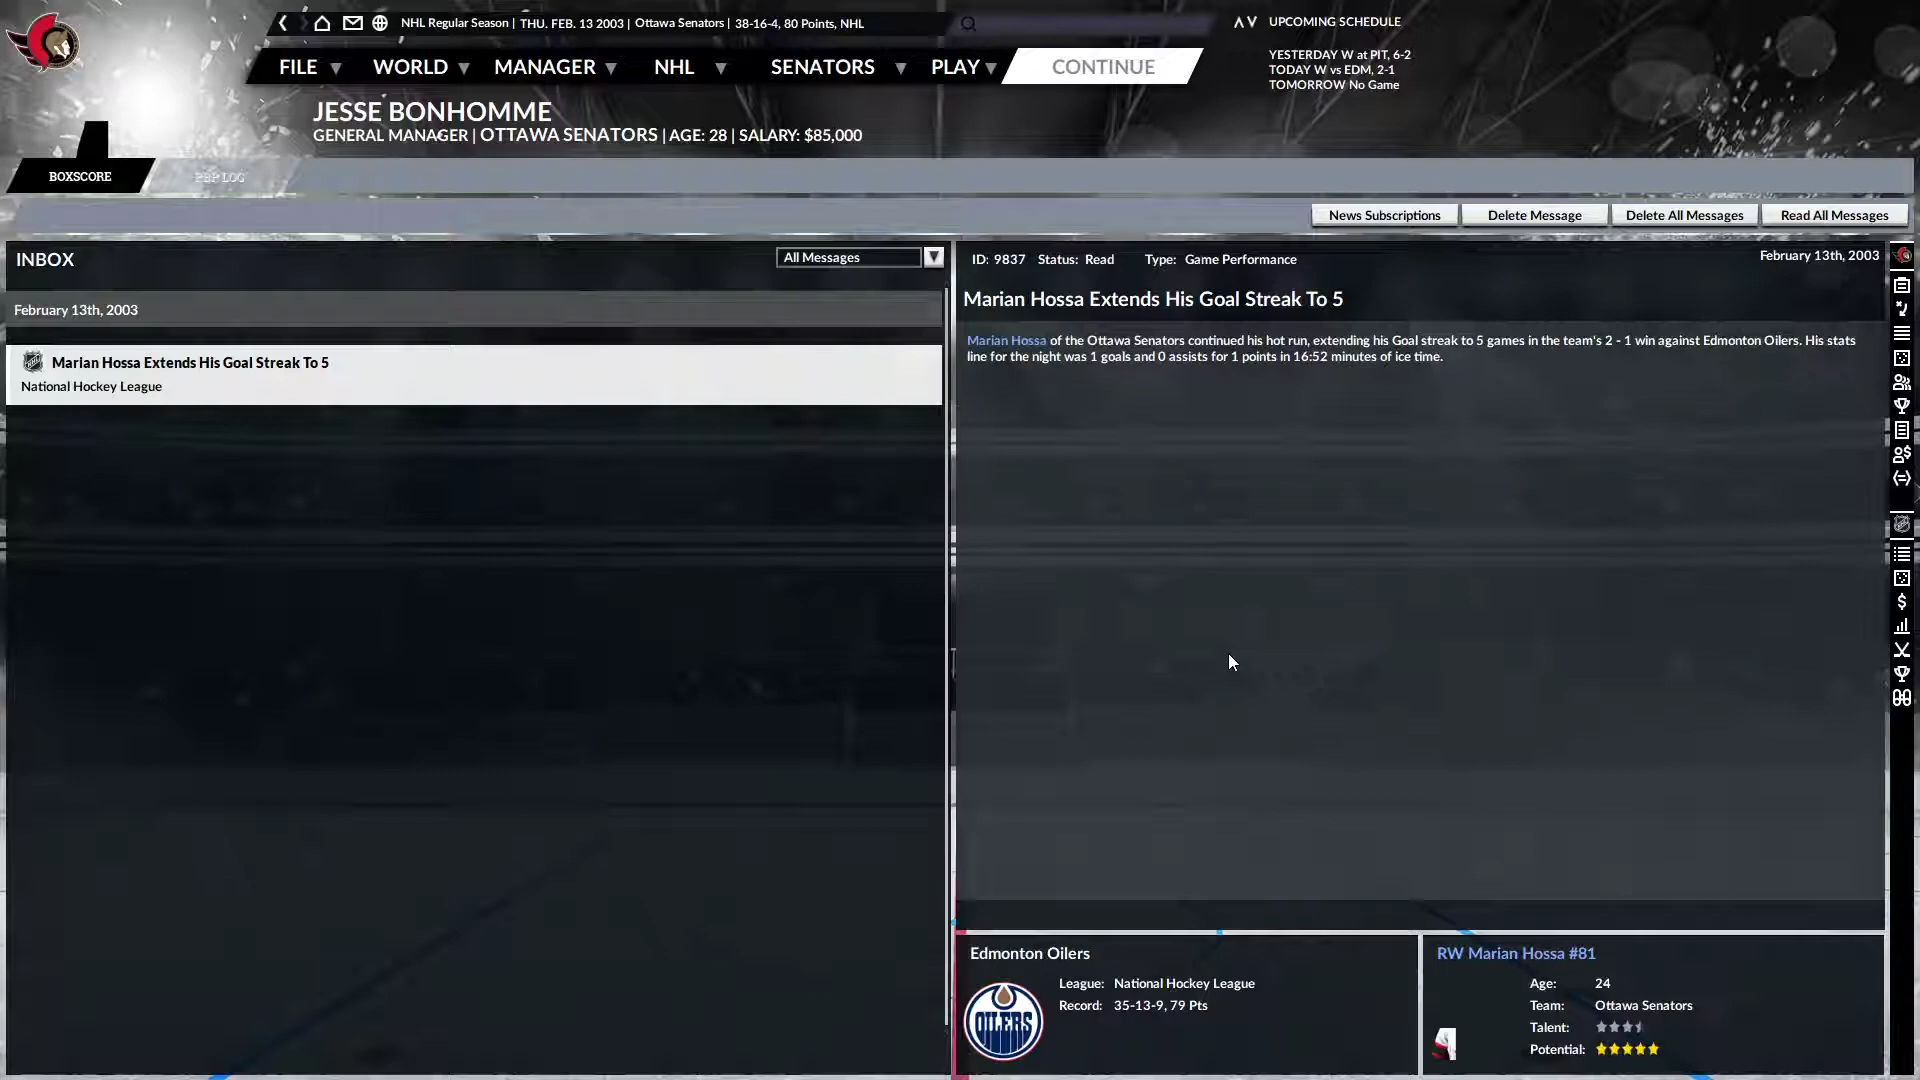 NHL Regular Season | THU. FEB. 13 2003 | Ottawa Senators | 38-16-4, 80 Points, NHL
UPCOMING SCHEDULE
YESTERDAY W at PIT, 6-2
TODAY W vs EDM, 2-1
TOMORROW No Game
FILE WORLD MANAGER NHL SENATORS PLAY CONTINUE
JESSE BONHOMME
GENERAL MANAGER | OTTAWA SENATORS | AGE: 28 | SALARY: $85,000
BOXSCORE PBP LOG
News Subscriptions Delete Message Delete All Messages Read All Messages
INBOX All Messages
February 13th, 2003
Marian Hossa Extends His Goal Streak To 5
National Hockey League
ID: 9837 Status: Read Type: Game Performance February 13th, 2003
Marian Hossa Extends His Goal Streak To 5
Marian Hossa of the Ottawa Senators continued his hot run, extending his Goal streak to 5 games in the team's 2 - 1 win against Edmonton Oilers. His stats
line for the night was 1 goals and 0 assists for 1 points in 16:52 minutes of ice time.
Edmonton Oilers
League: National Hockey League
Record: 35-13-9, 79 Pts
OILERS
RW Marian Hossa #81
Age: 24
Team: Ottawa Senators
Talent:
Potential: